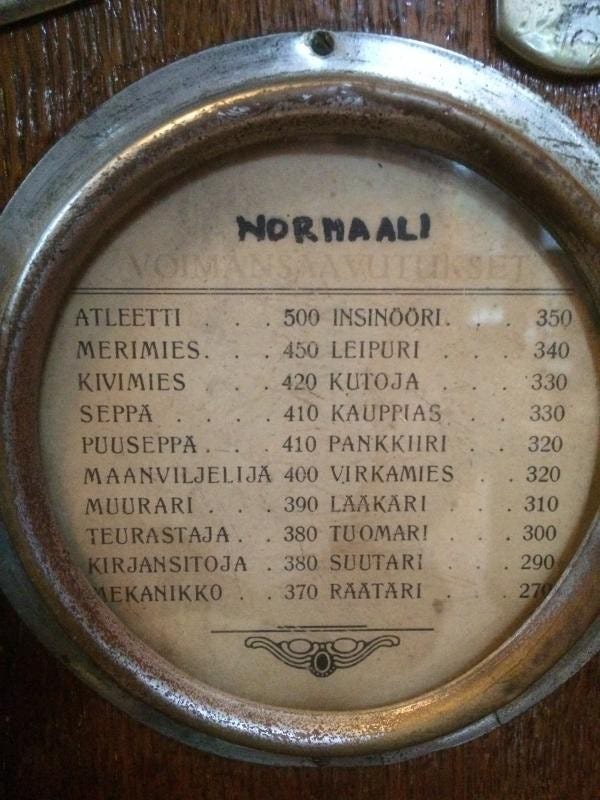 NORMAALI
VOIMANSAAVUTUKSET
ATLEETTI . . . 500 INSINÖÖRI. . . 350
MERIMIES. . . 450 LEIPURI . . . 340
KIVIMIES . . 420 KUTOJA . . . 330
SEPPÄ . . . . 410 KAUPPIAS . . . 330
PUUSEPPÄ . . . 410 PANKKIIRI . . 320
MAANVILJELIJÄ 400 VIRKAMIES . . 320
MUURARI . . . 390 LÄÄKÄRI . . . 310
TEURASTAJA . . 380 TUOMARI . . . 300
KIRJANSITOJA . 380 SUUTARI . . . 290
MEKANIKKO . . 370 RÄÄTÄRI . . . 270